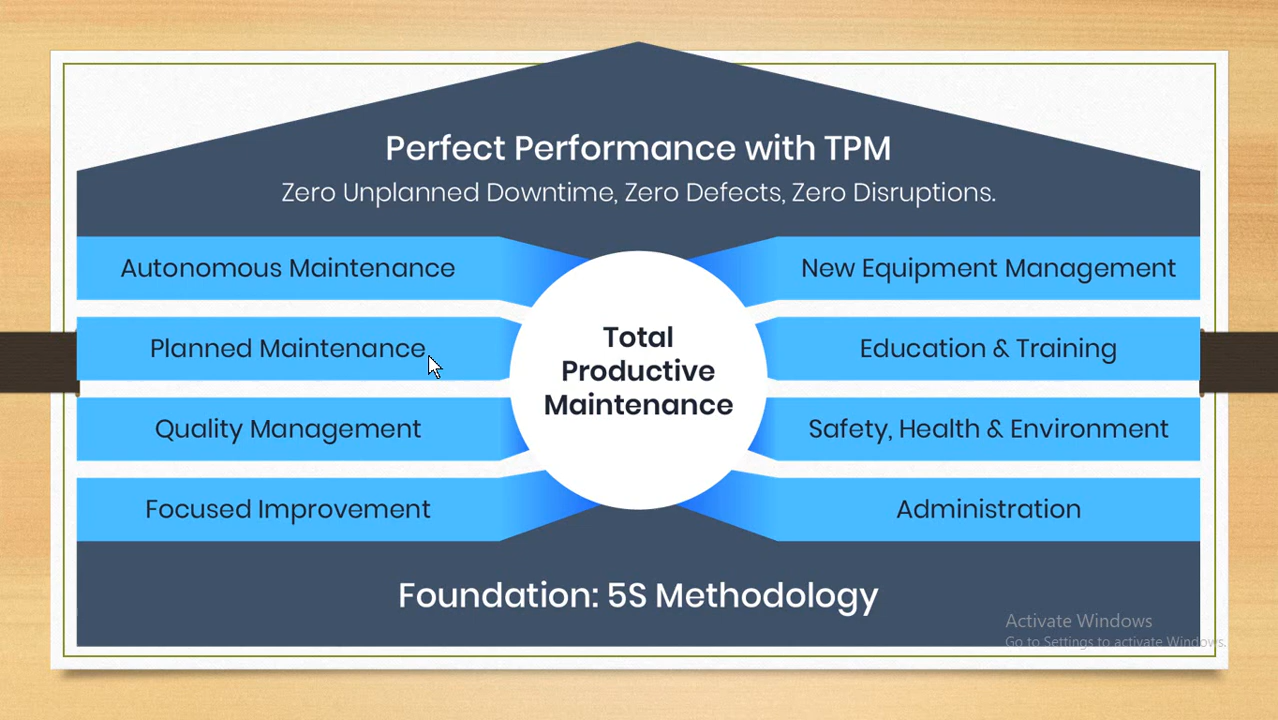 Perfect Performance with TPM
Zero Unplanned Downtime, Zero Defects, Zero Disruptions.
Autonomous Maintenance
Planned Maintenance
Quality Management
Focused Improvement
Total
Productive
Maintenance
New Equipment Management
Education & Training
Safety, Health & Environment
Administration
Foundation: 5S Methodology
Activate Windows
Go to Settings to activate Windows.